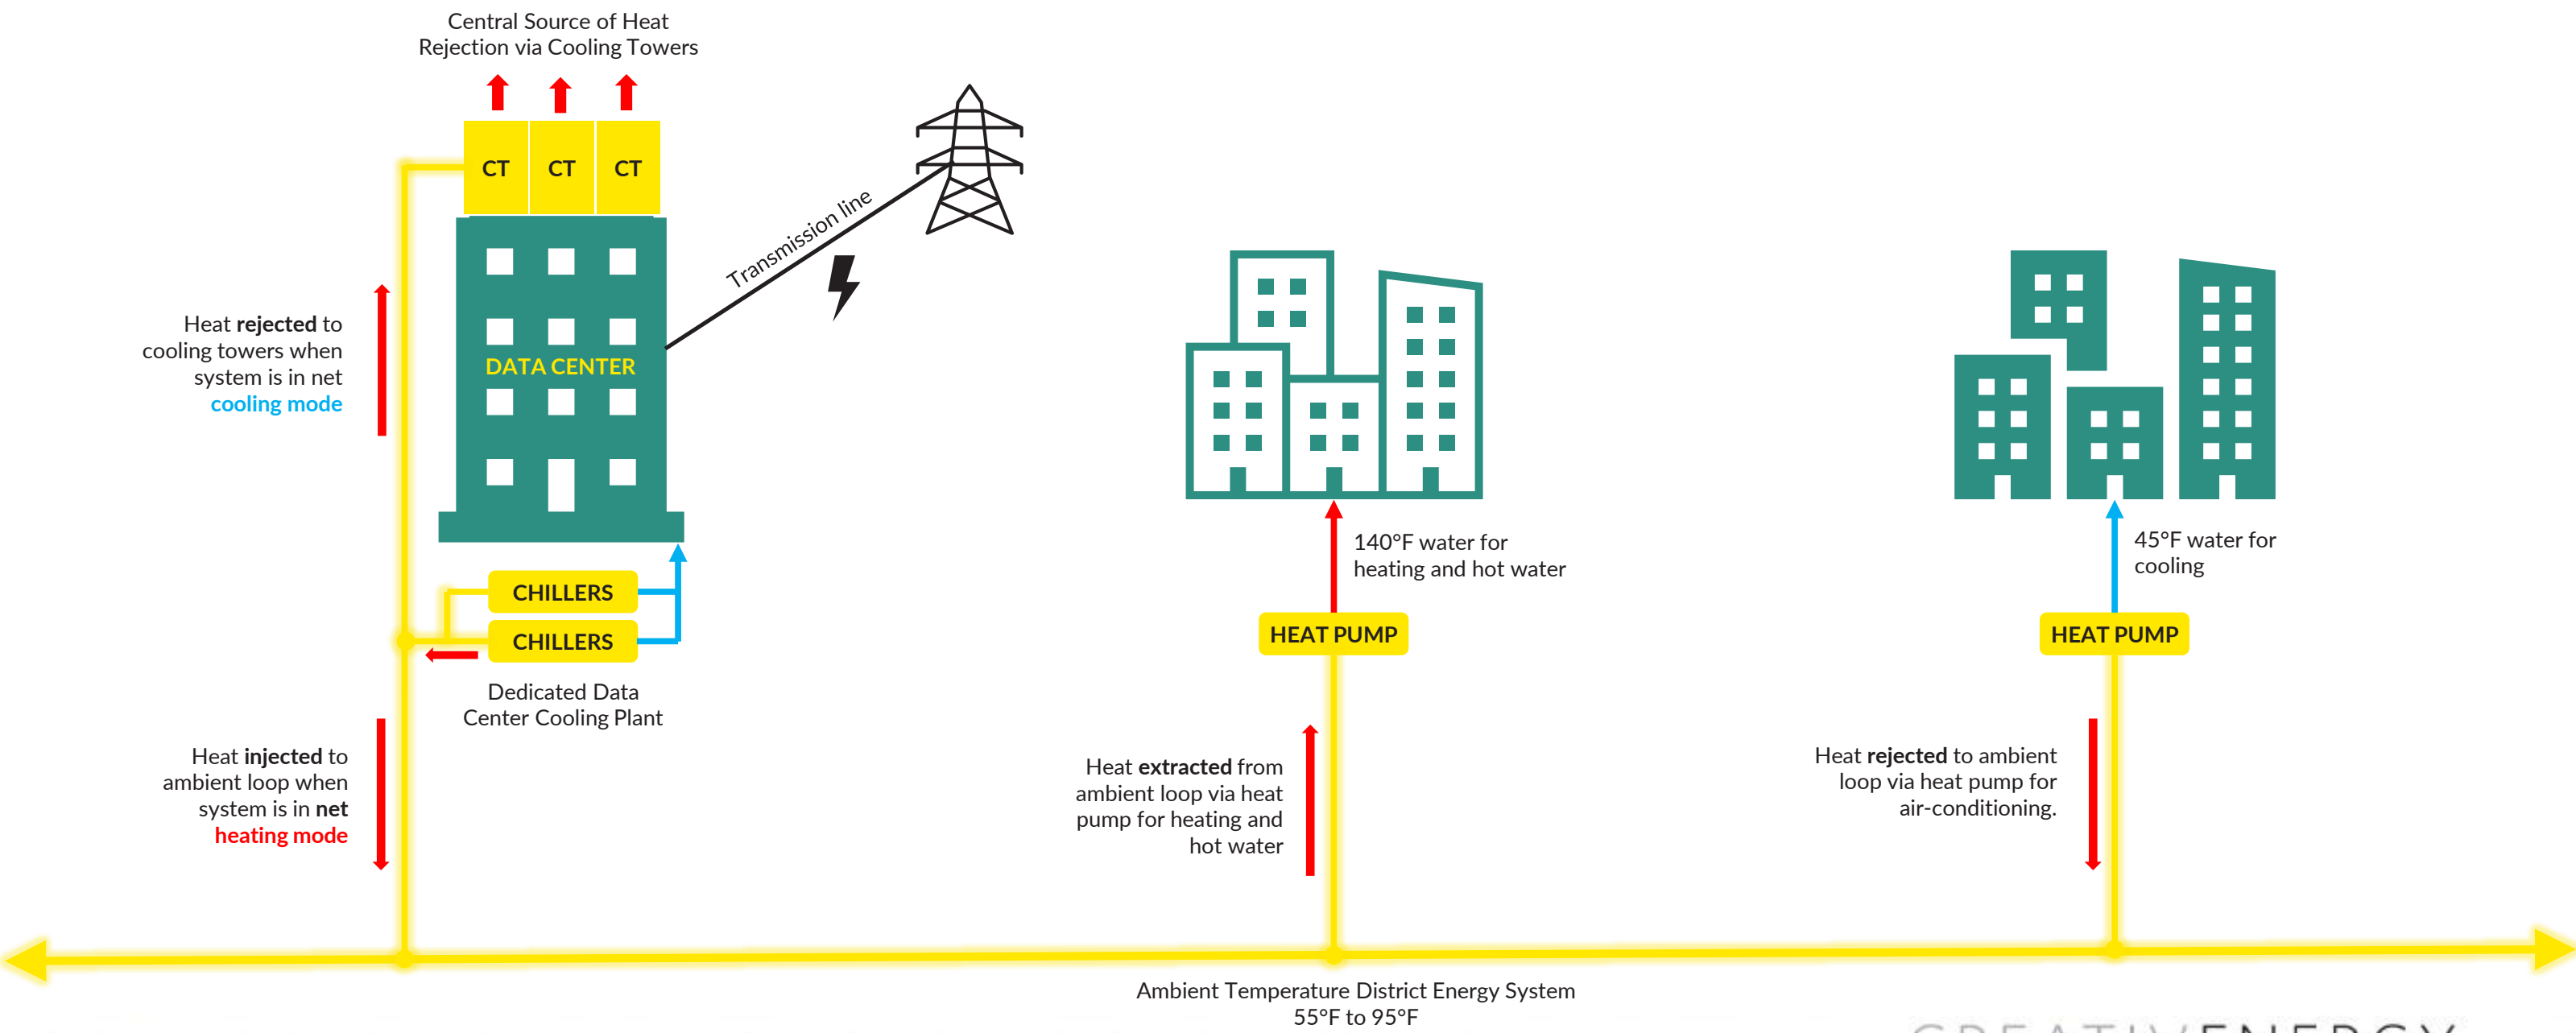 Central Source of Heat
Rejection via Cooling Towers
CT
CT
CT
Transmission line
Heat rejected to
cooling towers when
system is in net
cooling mode
DATA CENTER
CHILLERS
CHILLERS
Dedicated Data
Center Cooling Plant
Heat injected to
ambient loop when
system is in net
heating mode
140°F water for
heating and hot water
HEAT PUMP
Heat extracted from
ambient loop via heat
pump for heating and
hot water
45°F water for
cooling
HEAT PUMP
Heat rejected to ambient
loop via heat pump for
air-conditioning.
Ambient Temperature District Energy System
55°F to 95°F
CREATIVENERGY